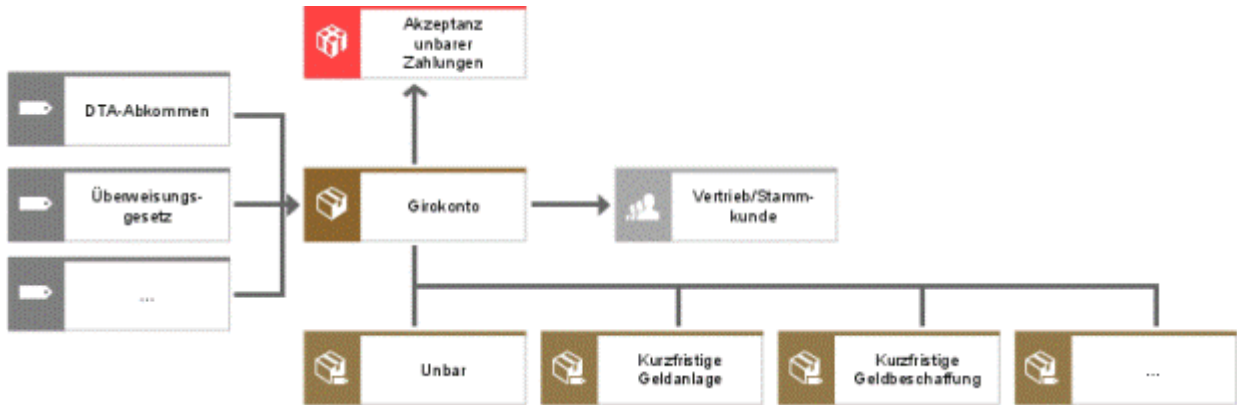 Akzeptanz
unbarer
Zahlungen
DTA-Abkommen
Überweisungs-
gesetz
Girokonto
Vertrieb/Stamm-
kunde
...
Unbar
Kurzfristige
Geldanlage
Kurzfristige
Geldbeschaffung
...